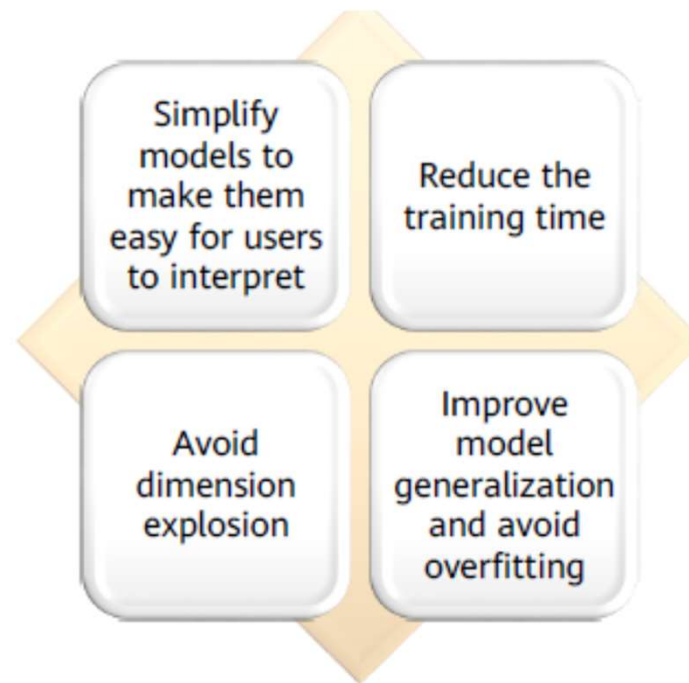 Simplify
models to
make them
easy for users
to interpret
Reduce the
training time
Avoid
dimension
explosion
Improve
model
generalization
and avoid
overfitting